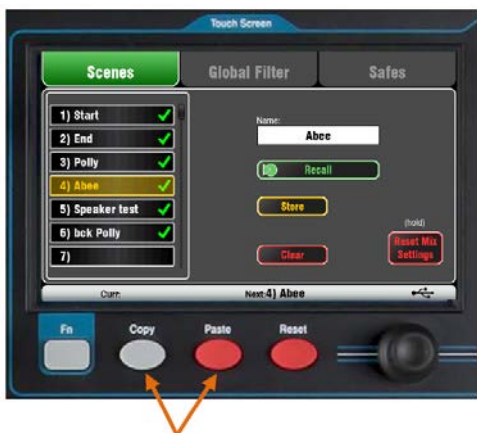 Touch Screen
Scenes
Global Filter
Safes
1) Start
2) End
3) Polly
4) Abee
5) Speaker test
6) bck Polly
7)
Name:
Abee
Recall
Store
Clear
(hold)
Reset Mix
Settings
Curr:
Next:4) Abee
Fn
Copy
Paste
Reset